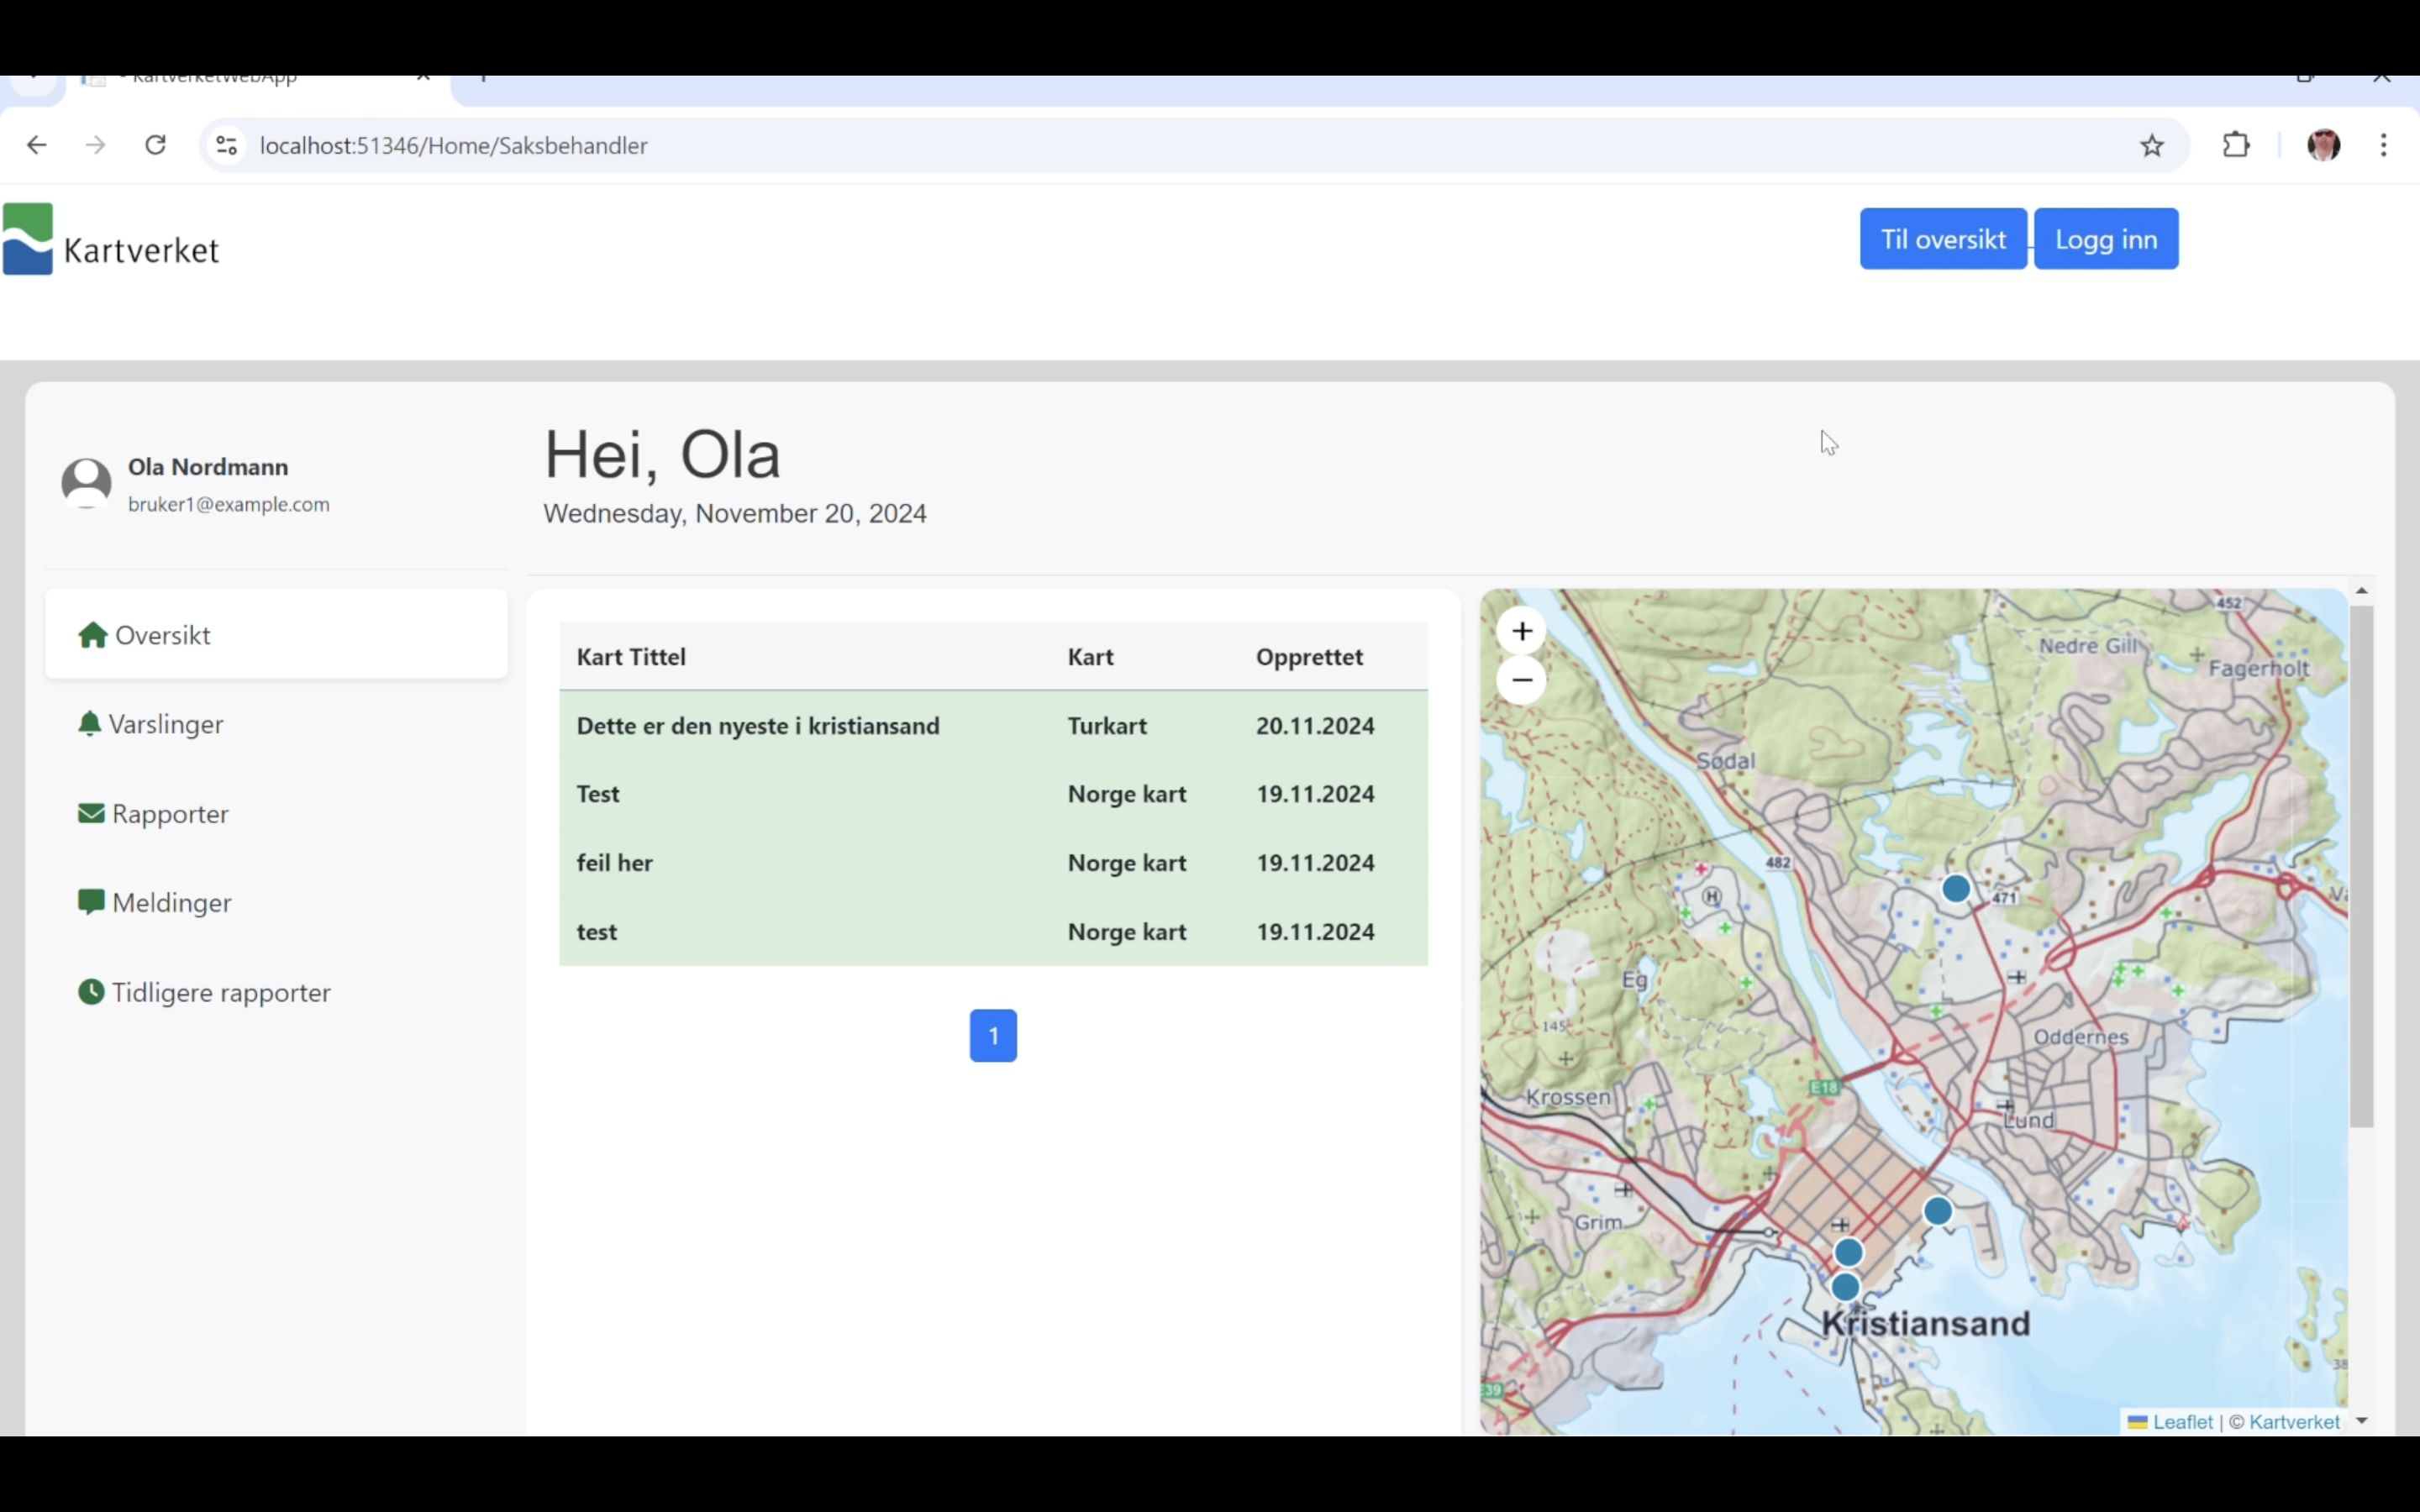 KartverketWebApp
localhost:51346/Home/Saksbehandler
Kartverket
Til oversikt
Logg inn
Ola Nordmann
bruker1@example.com
Hei, Ola
Wednesday, November 20, 2024
Oversikt
Varslinger
Rapporter
Meldinger
Tidligere rapporter
Kart Tittel Kart Opprettet
Dette er den nyeste i kristiansand Turkart 20.11.2024
Test Norge kart 19.11.2024
feil her Norge kart 19.11.2024
test Norge kart 19.11.2024
1
+
−
452
Nedre Gill
Fagerholt
Sødal
482
H
471
Eg
145
Oddernes
E18
Krossen
Lund
Grim
Kristiansand
E39
Leaflet | © Kartverket